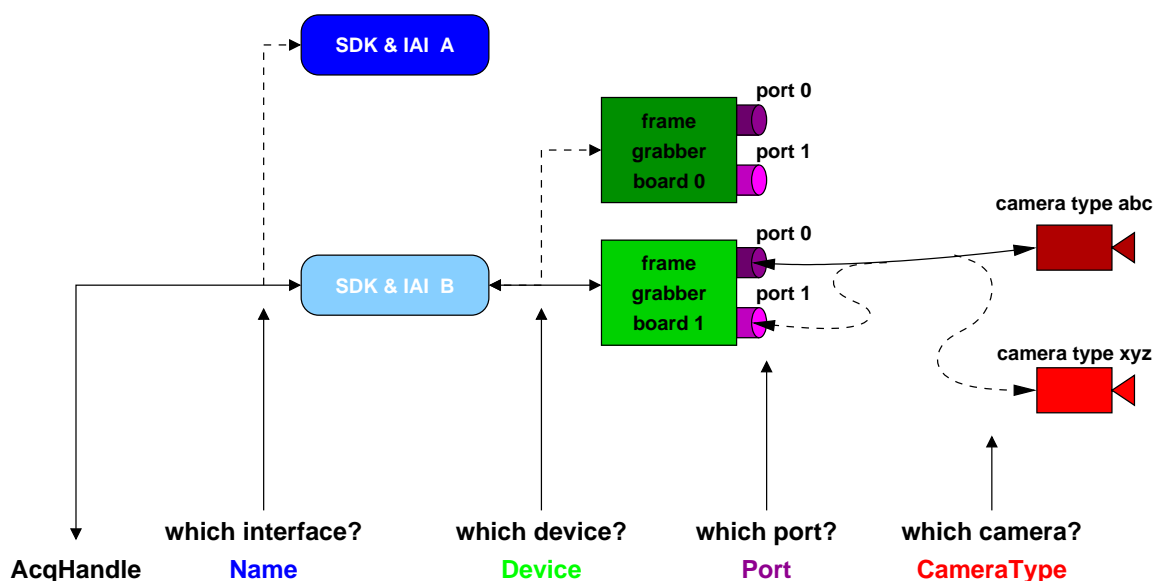 SDK & IAI  A
port 0
frame
grabber
board 0
port 1
camera type abc
port 0
SDK & IAI  B
frame
grabber
board 1
port 1
camera type xyz
which interface?
which device?
which port?
which camera?
AcqHandle
Name
Device
Port
CameraType